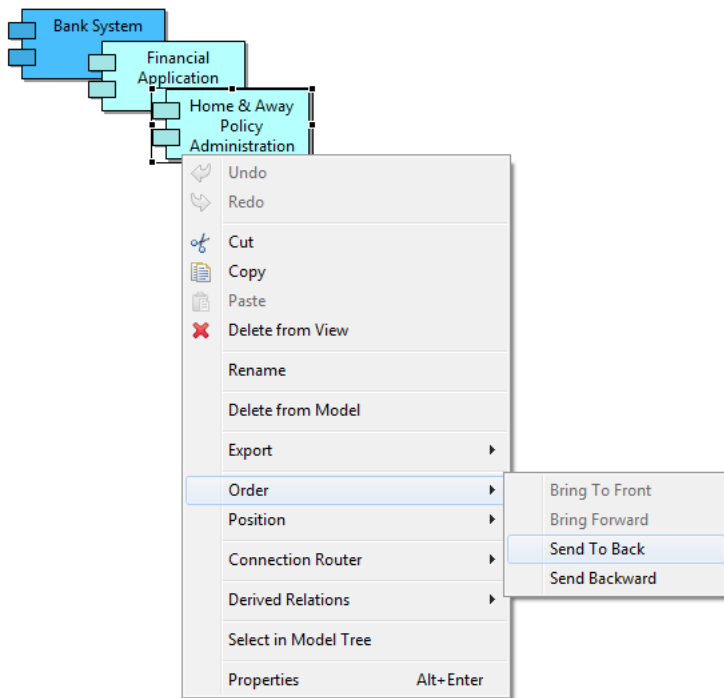 Bank System
Financial
Application
Home & Away
Policy
Administration
Undo
Redo
Cut
Copy
Paste
Delete from View
Rename
Delete from Model
Export
Order
Position
Connection Router
Derived Relations
Select in Model Tree
Properties Alt+Enter
Bring To Front
Bring Forward
Send To Back
Send Backward